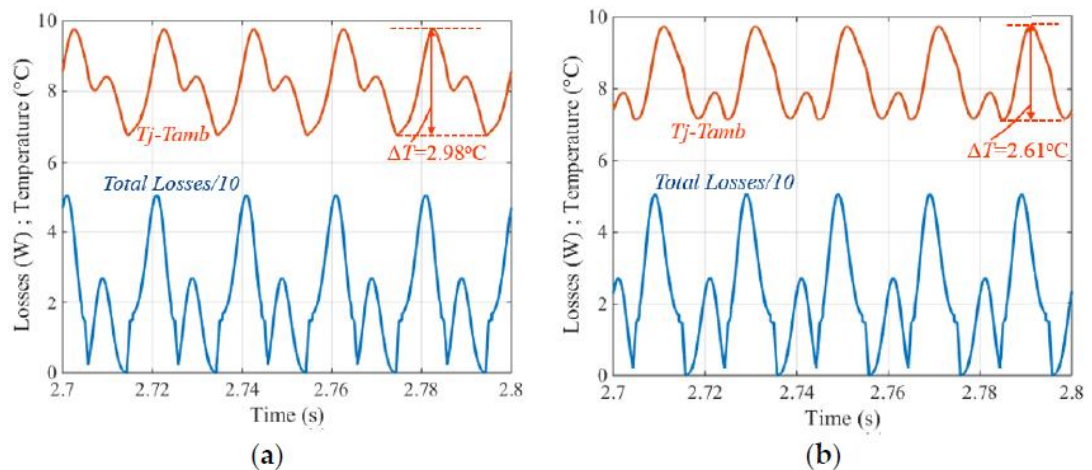 10
8
6
4
2
0
Losses (W) ; Temperature (°C)
Tj-Tamb
ΔT=2.98°C
Total Losses/10
2.7 2.72 2.74 2.76 2.78 2.8
Time (s)
(a)
10
8
6
4
2
0
Losses (W) ; Temperature (°C)
Tj-Tamb
ΔT=2.61°C
Total Losses/10
2.7 2.72 2.74 2.76 2.78 2.8
Time (s)
(b)